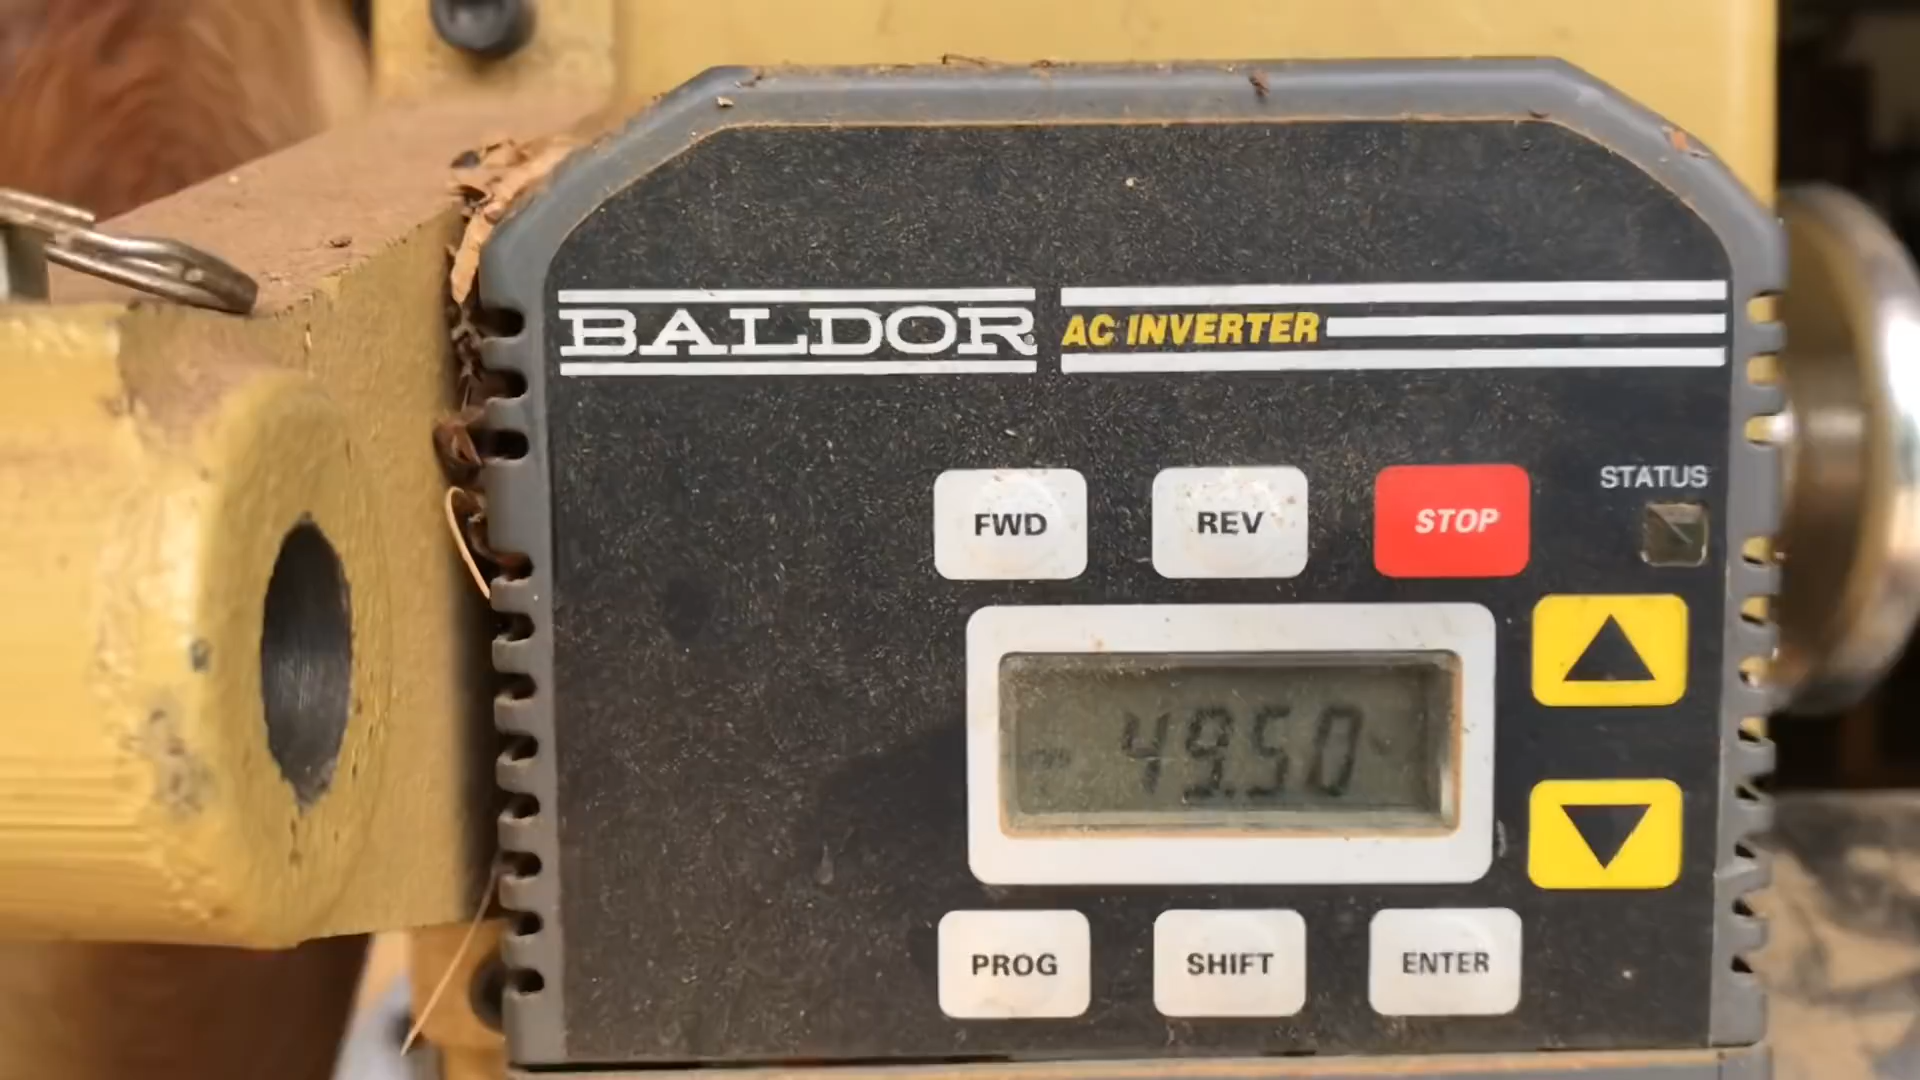 BALDOR AC INVERTER
FWD REV STOP STATUS
49.50
PROG SHIFT ENTER